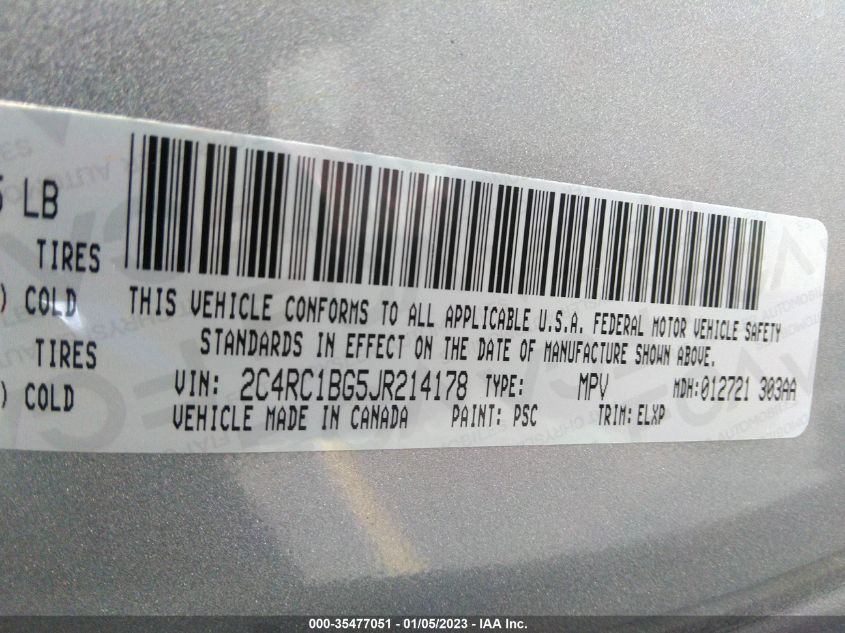 5 LB
TIRES
) COLD
TIRES
) COLD
THIS VEHICLE CONFORMS TO ALL APPLICABLE U.S.A. FEDERAL MOTOR VEHICLE SAFETY
STANDARDS IN EFFECT ON THE DATE OF MANUFACTURE SHOWN ABOVE.
VIN: 2C4RC1BG5JR214178 TYPE: MPV MDH:012721 303AA
VEHICLE MADE IN CANADA PAINT: PSC TRIM: ELXP
000-35477051 - 01/05/2023 - IAA Inc.